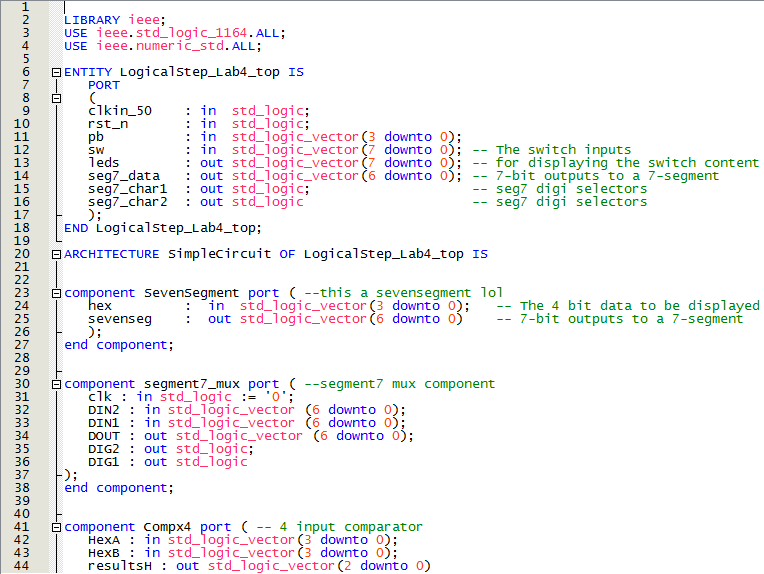 1
2 LIBRARY ieee;
3 USE ieee.std_logic_1164.ALL;
4 USE ieee.numeric_std.ALL;
5
6 ENTITY LogicalStep_Lab4_top IS
7 PORT
8 (
9 clkin_50 : in std_logic;
10 rst_n : in std_logic;
11 pb : in std_logic_vector(3 downto 0);
12 sw : in std_logic_vector(7 downto 0); -- The switch inputs
13 leds : out std_logic_vector(7 downto 0); -- for displaying the switch content
14 seg7_data : out std_logic_vector(6 downto 0); -- 7-bit outputs to a 7-segment
15 seg7_char1 : out std_logic; -- seg7 digi selectors
16 seg7_char2 : out std_logic -- seg7 digi selectors
17 );
18 END LogicalStep_Lab4_top;
19
20 ARCHITECTURE SimpleCircuit OF LogicalStep_Lab4_top IS
21
22
23 component SevenSegment port ( --this a sevensegment lol
24 hex : in std_logic_vector(3 downto 0); -- The 4 bit data to be displayed
25 sevenseg : out std_logic_vector(6 downto 0) -- 7-bit outputs to a 7-segment
26 );
27 end component;
28
29
30 component segment7_mux port ( --segment7 mux component
31 clk : in std_logic := '0';
32 DIN2 : in std_logic_vector (6 downto 0);
33 DIN1 : in std_logic_vector (6 downto 0);
34 DOUT : out std_logic_vector (6 downto 0);
35 DIG2 : out std_logic;
36 DIG1 : out std_logic
37 );
38 end component;
39
40
41 component Compx4 port ( -- 4 input comparator
42 HexA : in std_logic_vector(3 downto 0);
43 HexB : in std_logic_vector(3 downto 0);
44 resultsH : out std_logic_vector(2 downto 0)